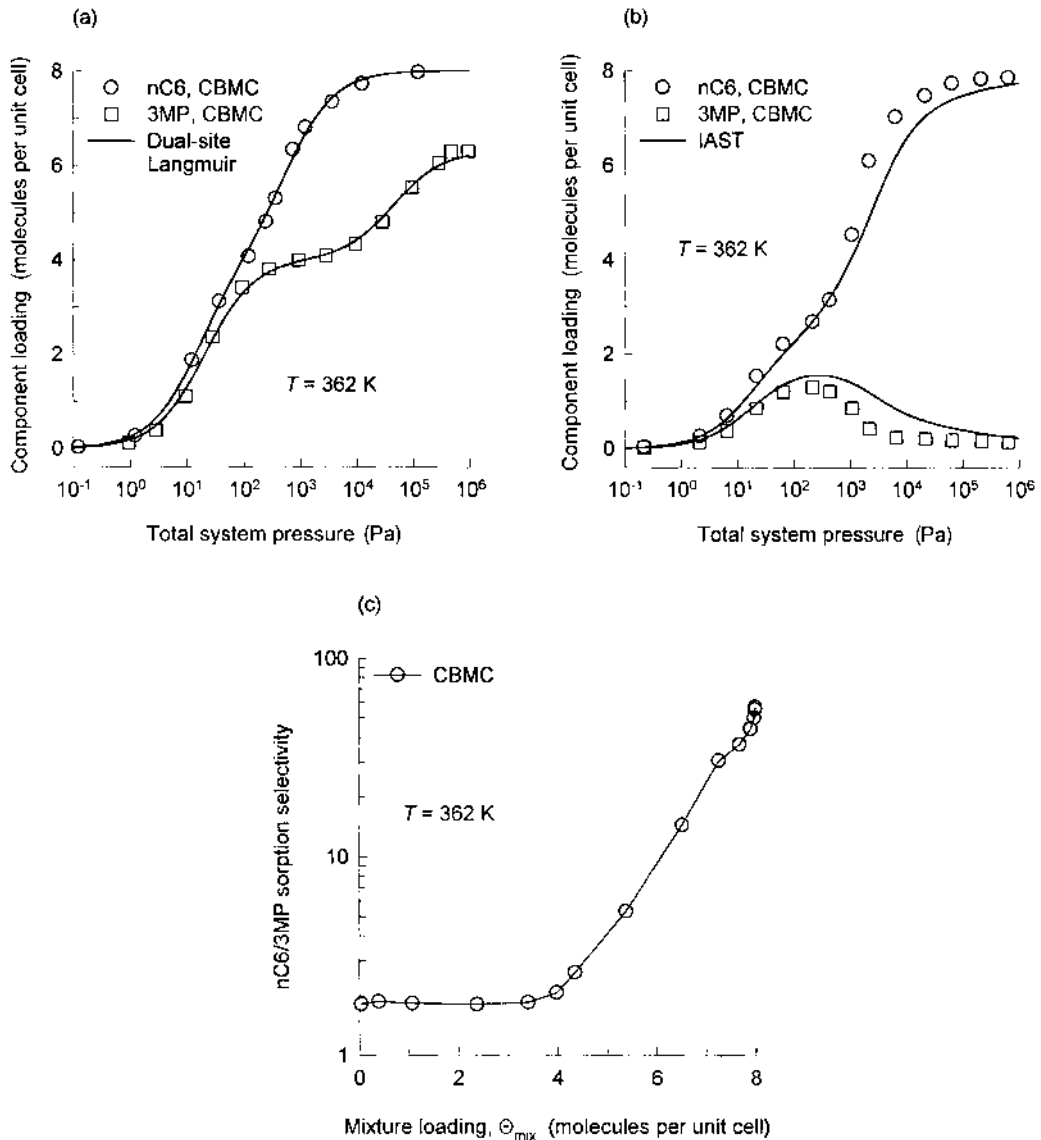 (a)
Component loading (molecules per unit cell)
8
6
4
2
0
nC6, CBMC
3MP, CBMC
Dual-site
Langmuir
T = 362 K
10⁻¹ 10⁰ 10¹ 10² 10³ 10⁴ 10⁵ 10⁶
Total system pressure (Pa)
(b)
Component loading (molecules per unit cell)
8
6
4
2
0
nC6, CBMC
3MP, CBMC
IAST
T = 362 K
10⁻¹ 10⁰ 10¹ 10² 10³ 10⁴ 10⁵ 10⁶
Total system pressure (Pa)
(c)
nC6/3MP sorption selectivity
100
10
1
CBMC
T = 362 K
0 2 4 6 8
Mixture loading, Θmix (molecules per unit cell)